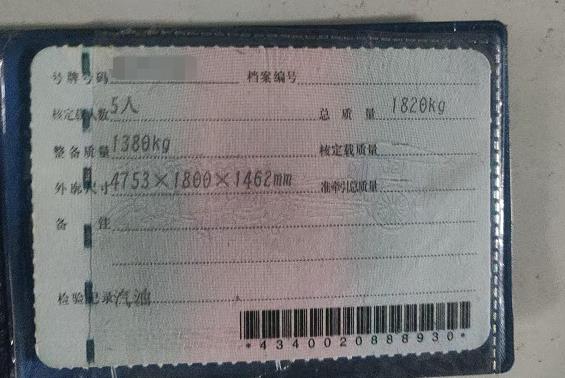 号牌号码 档案编号
核定载人数 5人 总质量 1820kg
整备质量 1380kg 核定载质量
外廓尺寸 4753×1800×1462mm 准牵引总质量
备注
检验记录 汽油
*4340020888930*